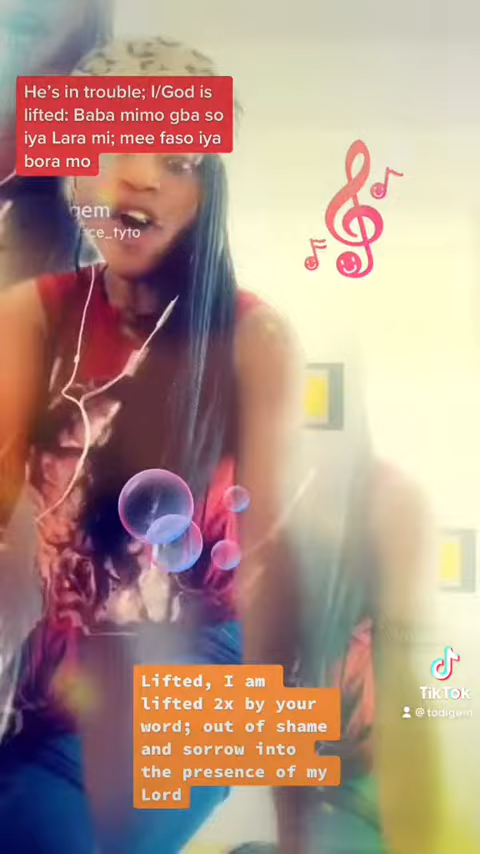 He's in trouble; I/God is
lifted: Baba mimo gba so
iya Lara mi; mee faso iya
bora mo
gem
ce_tyto
Lifted, I am
lifted 2x by your
word; out of shame
and sorrow into
the presence of my
Lord
TikTok
@todigem